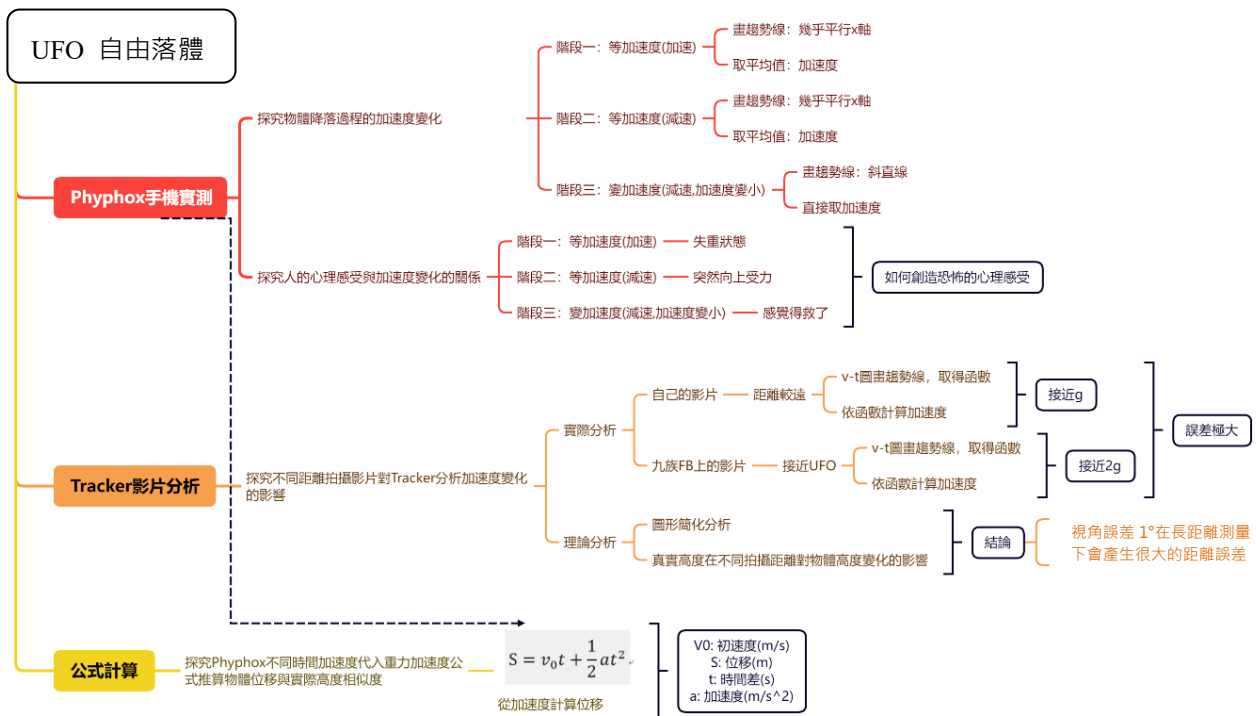 UFO 自由落體
Phyphox手機實測
探究物體降落過程的加速度變化
階段一：等加速度(加速)
畫趨勢線：幾乎平行x軸
取平均值：加速度
階段二：等加速度(減速)
畫趨勢線：幾乎平行x軸
取平均值：加速度
階段三：變加速度(減速,加速度變小)
畫趨勢線：斜直線
直接取加速度
探究人的心理感受與加速度變化的關係
階段一：等加速度(加速)
失重狀態
階段二：等加速度(減速)
突然向上受力
階段三：變加速度(減速,加速度變小)
感覺得救了
如何創造恐怖的心理感受
Tracker影片分析
探究不同距離拍攝影片對Tracker分析加速度變化
的影響
實際分析
自己的影片
距離較遠
v-t圖畫趨勢線，取得函數
依函數計算加速度
接近g
九族FB上的影片
接近UFO
v-t圖畫趨勢線，取得函數
依函數計算加速度
接近2g
誤差極大
理論分析
圖形簡化分析
真實高度在不同拍攝距離對物體高度變化的影響
結論
視角誤差 1°在長距離測量
下會產生很大的距離誤差
公式計算
探究Phyphox不同時間加速度代入重力加速度公
式推算物體位移與實際高度相似度
S = v₀t + 1/2 at²
從加速度計算位移
V0: 初速度(m/s)
S: 位移(m)
t: 時間差(s)
a: 加速度(m/s^2)